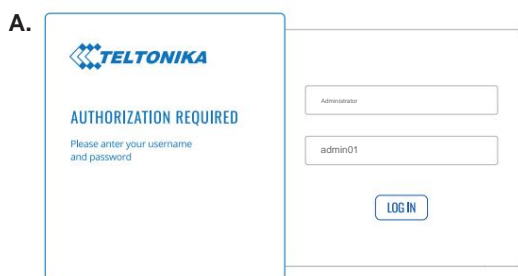 A.
TELTONIKA
AUTHORIZATION REQUIRED
Please anter your username
and password
Administrator
admin01
LOG IN